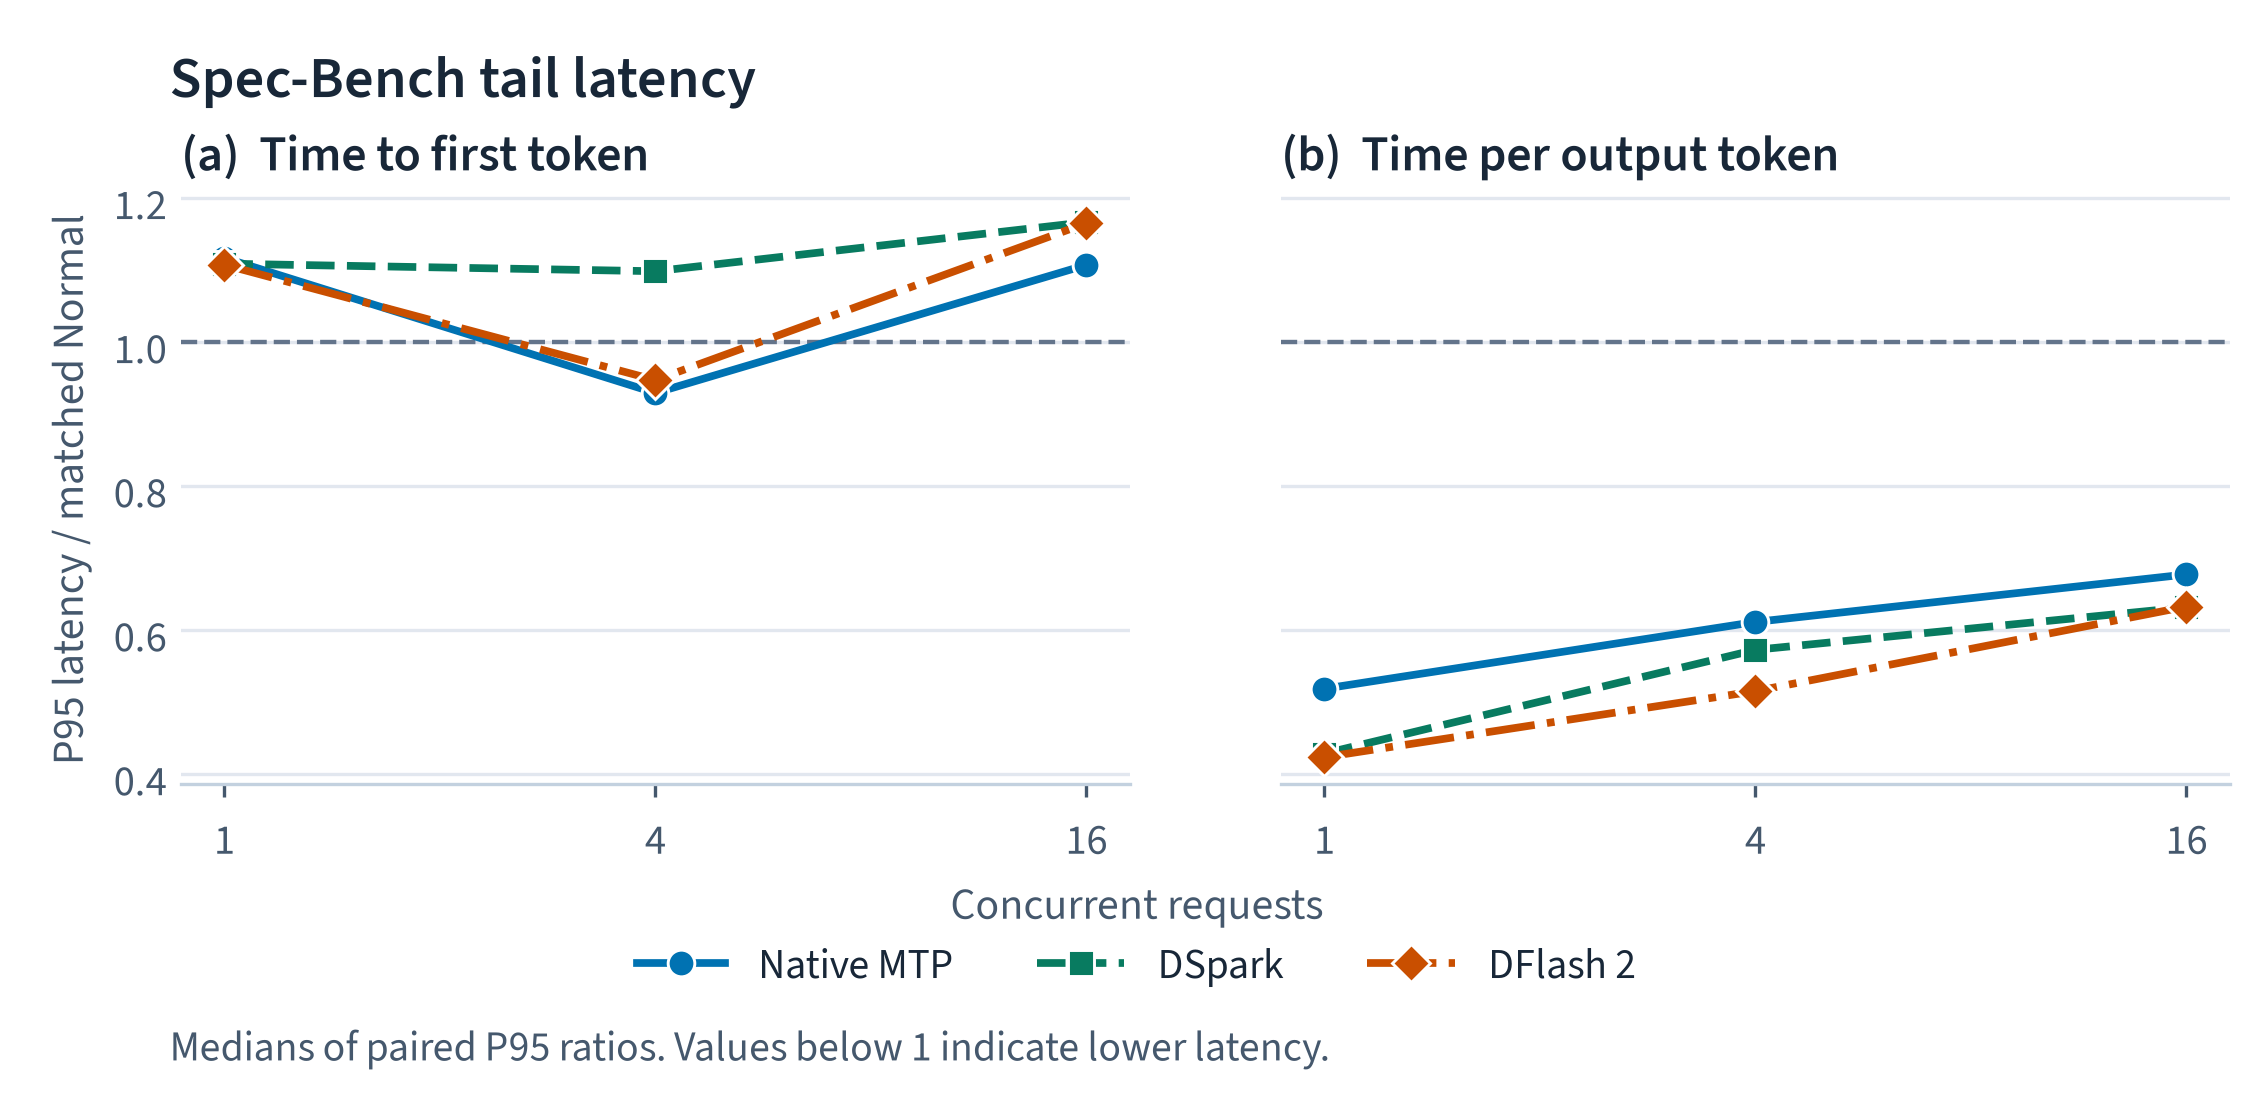 Spec-Bench tail latency
(a) Time to first token
(b) Time per output token
P95 latency / matched Normal
1.2
1.0
0.8
0.6
0.4
1 4 16
1 4 16
Concurrent requests
Native MTP DSpark DFlash 2
Medians of paired P95 ratios. Values below 1 indicate lower latency.